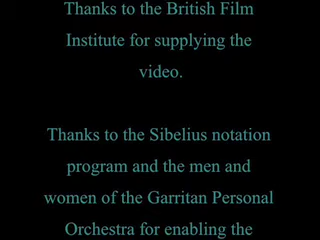 Thanks to the British Film
Institute for supplying the
video.
Thanks to the Sibelius notation
program and the men and
women of the Garritan Personal
Orchestra for enabling the